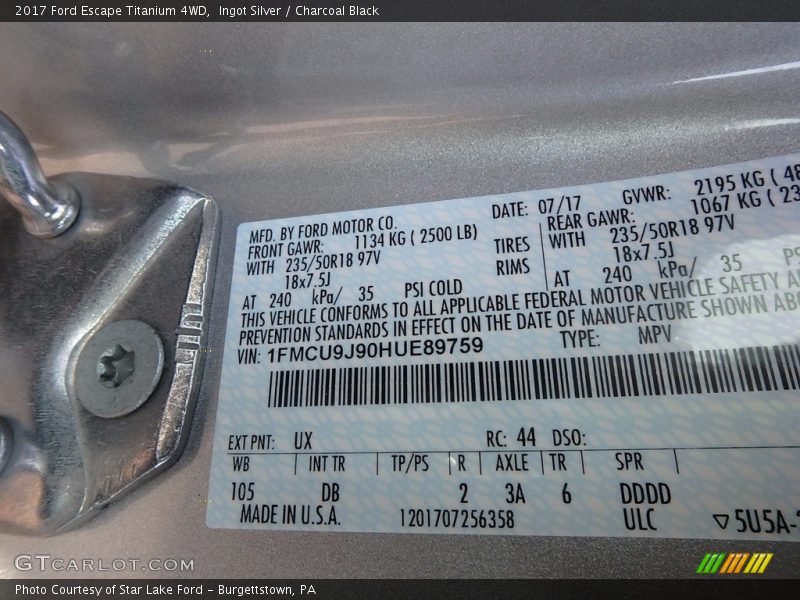 2017 Ford Escape Titanium 4WD, Ingot Silver / Charcoal Black
MFD. BY FORD MOTOR CO. DATE: 07/17 GVWR: 2195 KG ( 48
FRONT GAWR: 1134 KG ( 2500 LB) REAR GAWR: 1067 KG ( 23
WITH 235/50R18 97V TIRES WITH 235/50R18 97V
18x7.5J RIMS 18x7.5J
AT 240 kPa/ 35 PSI COLD AT 240 kPa/ 35 PS
THIS VEHICLE CONFORMS TO ALL APPLICABLE FEDERAL MOTOR VEHICLE SAFETY A
PREVENTION STANDARDS IN EFFECT ON THE DATE OF MANUFACTURE SHOWN ABO
VIN: 1FMCU9J90HUE89759 TYPE: MPV
EXT PNT: UX RC: 44 DSO:
WB INT TR TP/PS R AXLE TR SPR
105 DB 2 3A 6 DDDD
MADE IN U.S.A. 1201707256358 ULC ▽5U5A-
GTCARLOT.COM
Photo Courtesy of Star Lake Ford – Burgettstown, PA